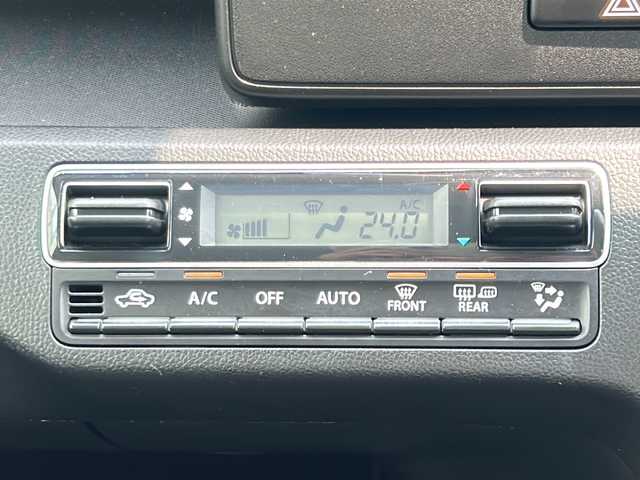 A/C
24.0
A/C OFF AUTO FRONT REAR